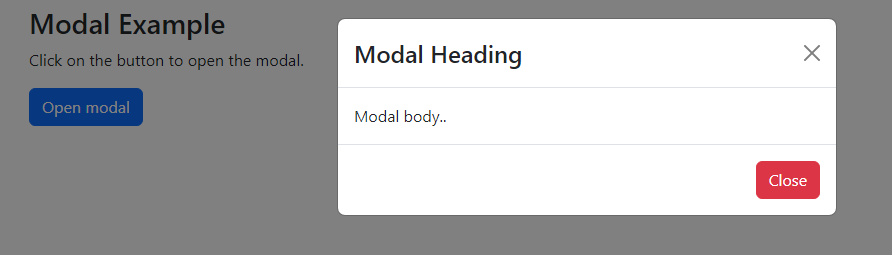 Modal Example
Click on the button to open the modal.
Open modal
Modal Heading
Modal body..
Close